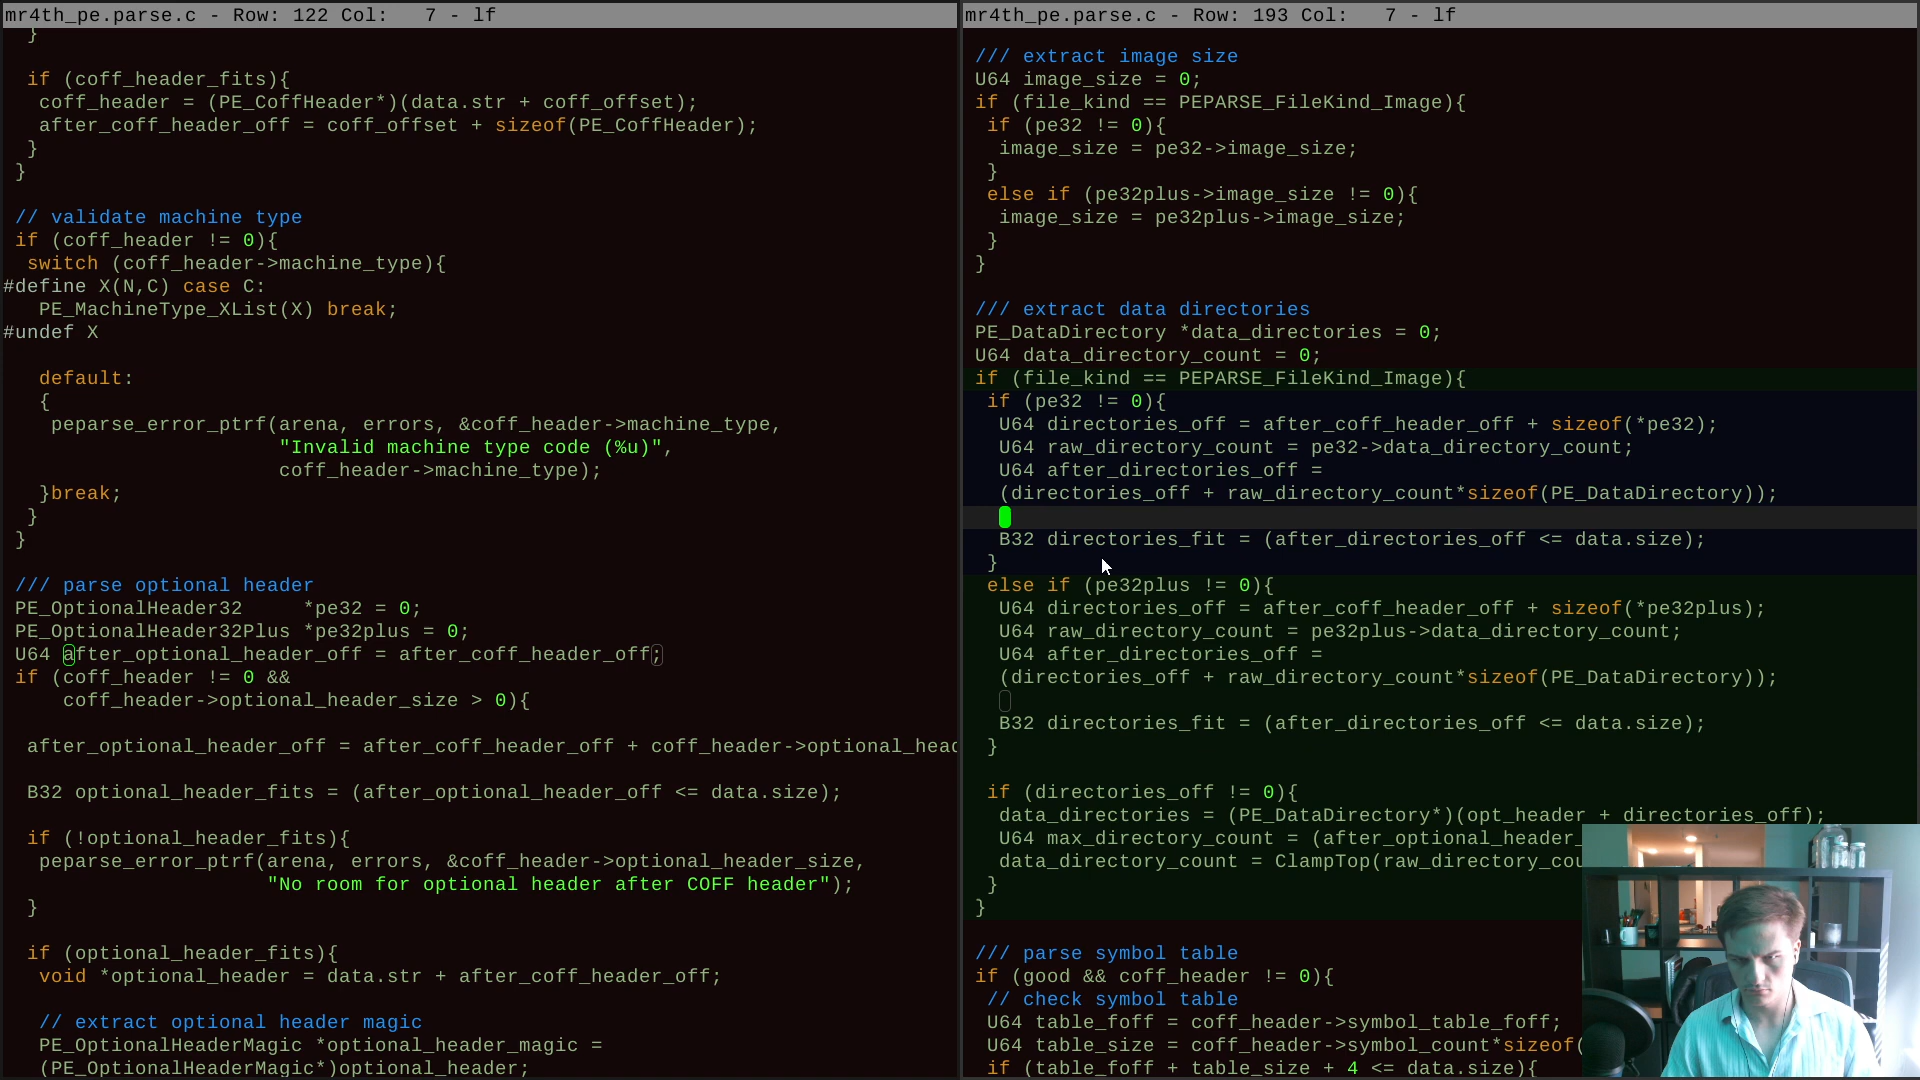 mr4th_pe.parse.c - Row: 122 Col:   7 - lf
}
if (coff_header_fits){
coff_header = (PE_CoffHeader*)(data.str + coff_offset);
after_coff_header_off = coff_offset + sizeof(PE_CoffHeader);
}
}
// validate machine type
if (coff_header != 0){
switch (coff_header->machine_type){
#define X(N,C) case C:
PE_MachineType_XList(X) break;
#undef X
default:
{
peparse_error_ptrf(arena, errors, &coff_header->machine_type,
"Invalid machine type code (%u)",
coff_header->machine_type);
}break;
}
}
/// parse optional header
PE_OptionalHeader32     *pe32 = 0;
PE_OptionalHeader32Plus *pe32plus = 0;
U64 after_optional_header_off = after_coff_header_off;
if (coff_header != 0 &&
coff_header->optional_header_size > 0){
after_optional_header_off = after_coff_header_off + coff_header->optional_head
B32 optional_header_fits = (after_optional_header_off <= data.size);
if (!optional_header_fits){
peparse_error_ptrf(arena, errors, &coff_header->optional_header_size,
"No room for optional header after COFF header");
}
if (optional_header_fits){
void *optional_header = data.str + after_coff_header_off;
// extract optional header magic
PE_OptionalHeaderMagic *optional_header_magic =
(PE_OptionalHeaderMagic*)optional_header;
mr4th_pe.parse.c - Row: 193 Col:   7 - lf
/// extract image size
U64 image_size = 0;
if (file_kind == PEPARSE_FileKind_Image){
if (pe32 != 0){
image_size = pe32->image_size;
}
else if (pe32plus->image_size != 0){
image_size = pe32plus->image_size;
}
}
/// extract data directories
PE_DataDirectory *data_directories = 0;
U64 data_directory_count = 0;
if (file_kind == PEPARSE_FileKind_Image){
if (pe32 != 0){
U64 directories_off = after_coff_header_off + sizeof(*pe32);
U64 raw_directory_count = pe32->data_directory_count;
U64 after_directories_off =
(directories_off + raw_directory_count*sizeof(PE_DataDirectory));
B32 directories_fit = (after_directories_off <= data.size);
}
else if (pe32plus != 0){
U64 directories_off = after_coff_header_off + sizeof(*pe32plus);
U64 raw_directory_count = pe32plus->data_directory_count;
U64 after_directories_off =
(directories_off + raw_directory_count*sizeof(PE_DataDirectory));
B32 directories_fit = (after_directories_off <= data.size);
}
if (directories_off != 0){
data_directories = (PE_DataDirectory*)(opt_header + directories_off);
U64 max_directory_count = (after_optional_header_
data_directory_count = ClampTop(raw_directory_cou
}
}
/// parse symbol table
if (good && coff_header != 0){
// check symbol table
U64 table_foff = coff_header->symbol_table_foff;
U64 table_size = coff_header->symbol_count*sizeof(
if (table_foff + table_size + 4 <= data.size){